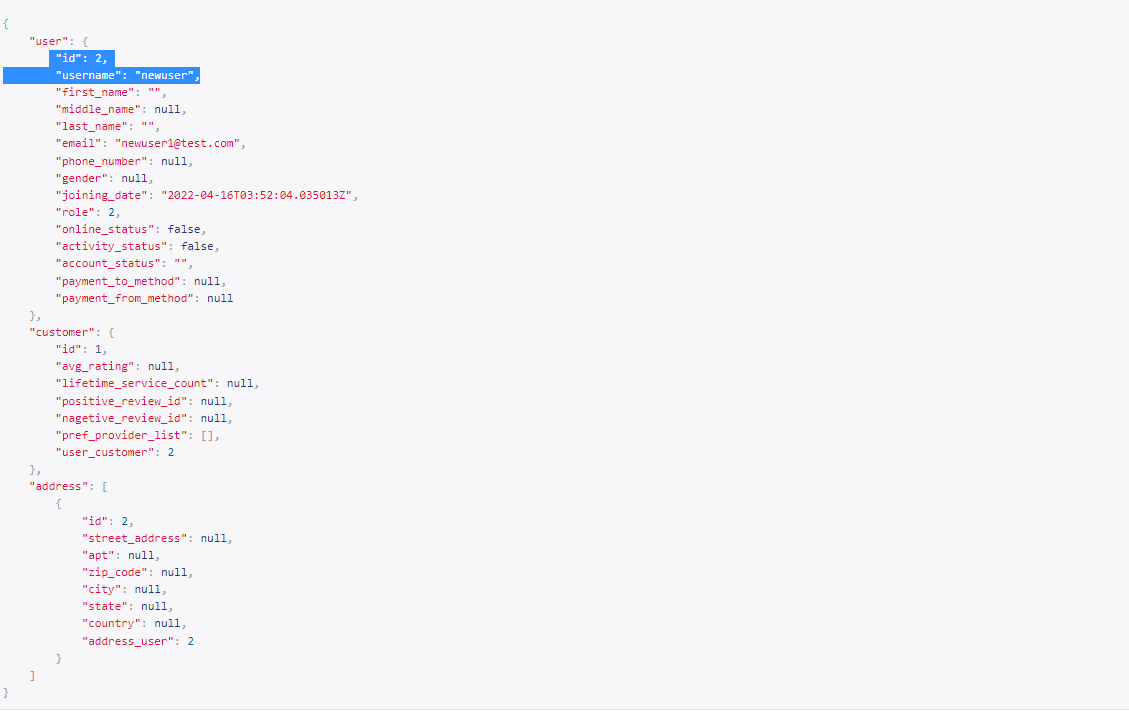 {
    "user": {
        "id": 2,
        "username": "newuser",
        "first_name": "",
        "middle_name": null,
        "last_name": "",
        "email": "newuser1@test.com",
        "phone_number": null,
        "gender": null,
        "joining_date": "2022-04-16T03:52:04.035013Z",
        "role": 2,
        "online_status": false,
        "activity_status": false,
        "account_status": "",
        "payment_to_method": null,
        "payment_from_method": null
    },
    "customer": {
        "id": 1,
        "avg_rating": null,
        "lifetime_service_count": null,
        "positive_review_id": null,
        "nagetive_review_id": null,
        "pref_provider_list": [],
        "user_customer": 2
    },
    "address": [
        {
            "id": 2,
            "street_address": null,
            "apt": null,
            "zip_code": null,
            "city": null,
            "state": null,
            "country": null,
            "address_user": 2
        }
    ]
}